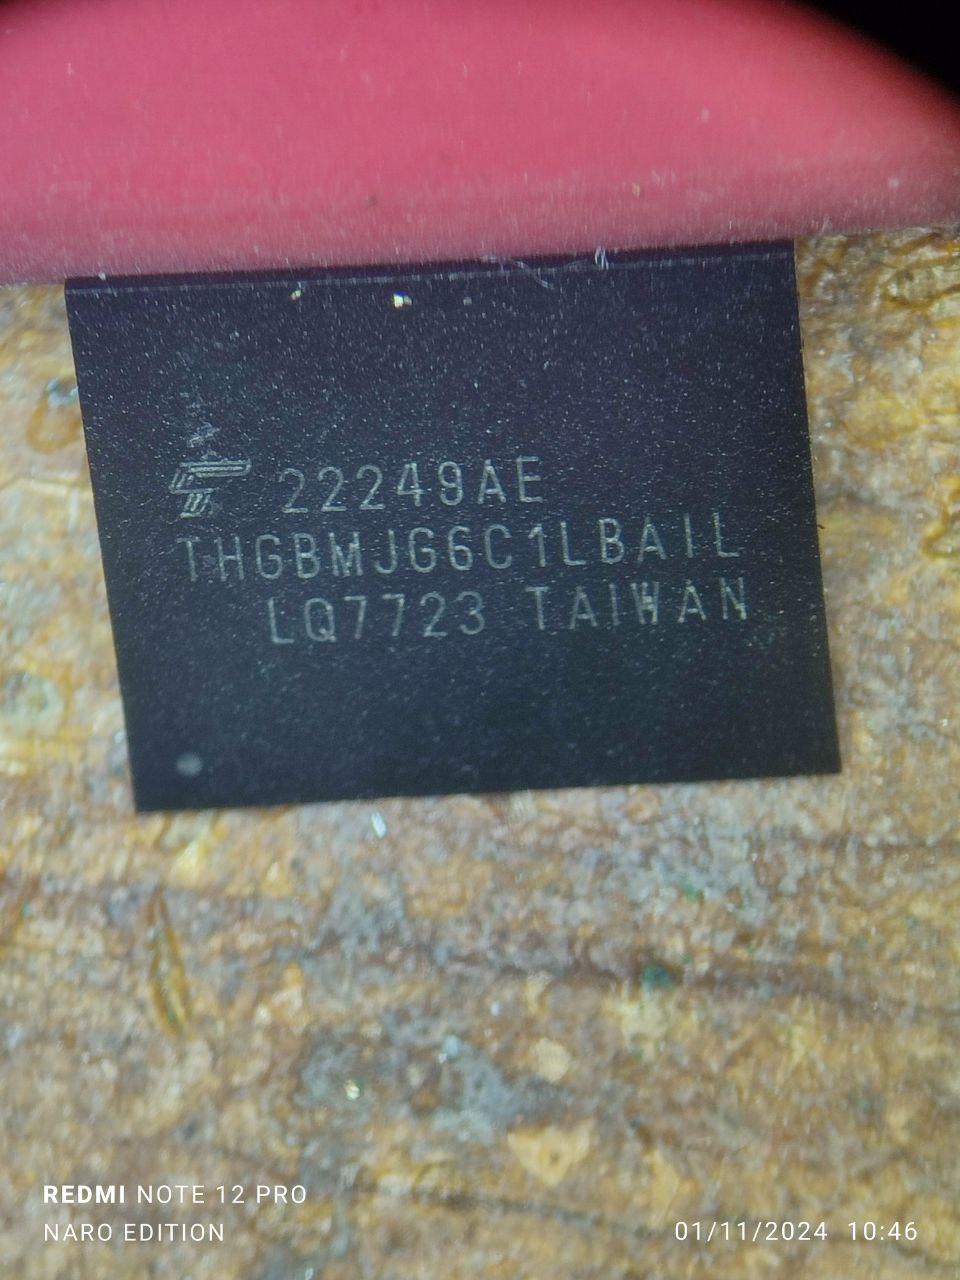 22249AE
THGBMJG6C1LBAIL
LQ7723 TAIWAN
REDMI NOTE 12 PRO
NARO EDITION
01/11/2024 10:46